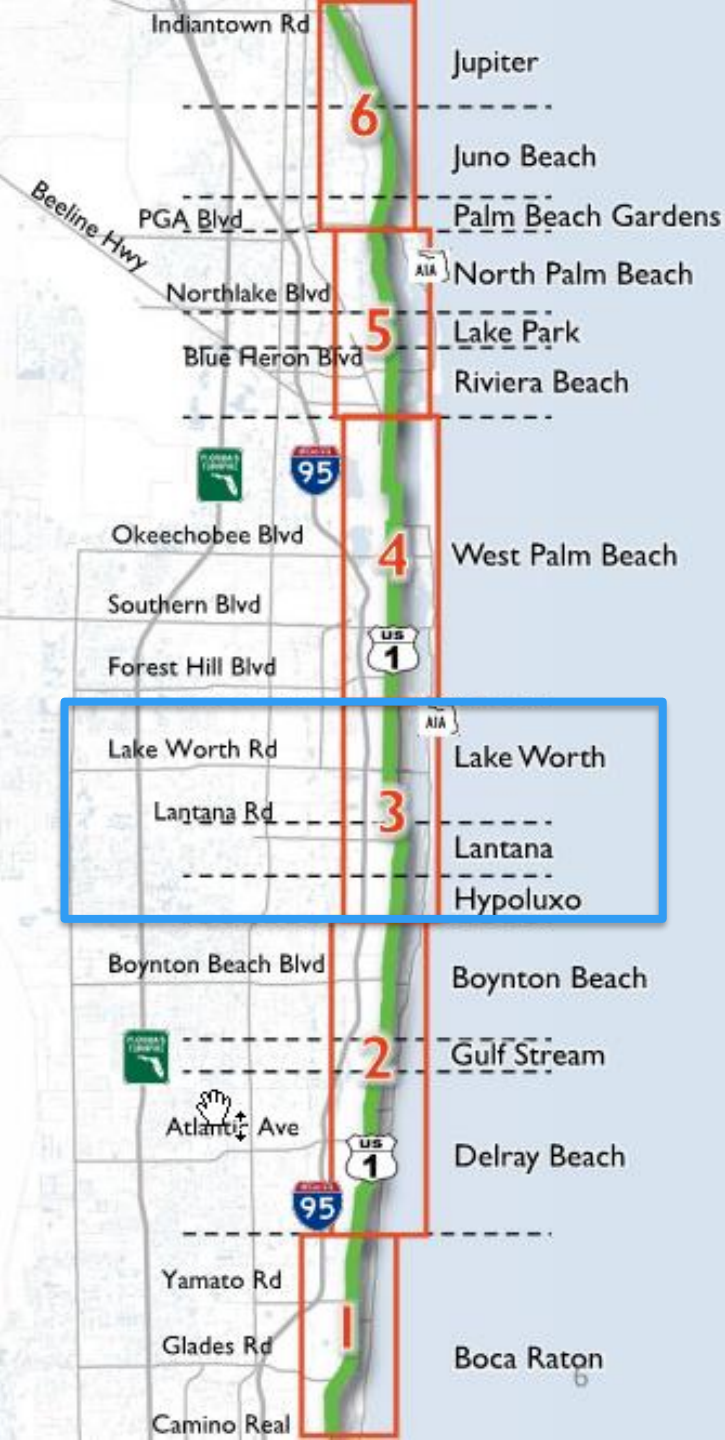 Indiantown Rd
Jupiter
6
Juno Beach
Beeline Hwy
PGA Blvd
Palm Beach Gardens
A1A
North Palm Beach
Northlake Blvd
5
Lake Park
Blue Heron Blvd
Riviera Beach
FLORIDA'S TURNPIKE
95
Okeechobee Blvd
4
West Palm Beach
Southern Blvd
US
1
Forest Hill Blvd
A1A
Lake Worth Rd
Lake Worth
Lantana Rd
3
Lantana
Hypoluxo
Boynton Beach Blvd
Boynton Beach
FLORIDA'S TURNPIKE
2
Gulf Stream
Atlantic Ave
US
1
Delray Beach
95
Yamato Rd
1
Glades Rd
Boca Raton
6
Camino Real